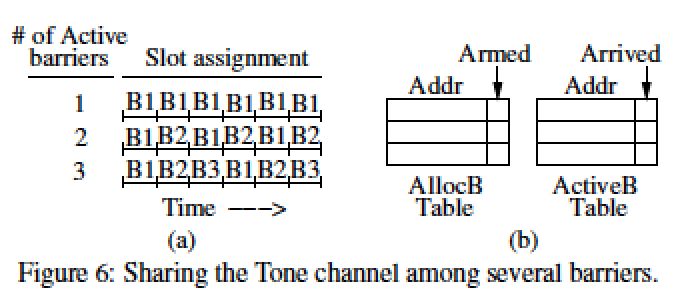 # of Active
barriers Slot assignment
1 B1 B1 B1 B1 B1 B1
2 B1 B2 B1 B2 B1 B2
3 B1 B2 B3 B1 B2 B3
Time --->
(a)
Armed Arrived
Addr Addr
AllocB ActiveB
Table Table
(b)
Figure 6: Sharing the Tone channel among several barriers.